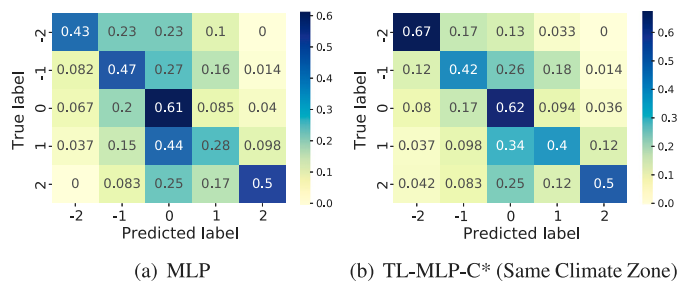 True label
-2 0.43 0.23 0.23 0.1 0
-1 0.082 0.47 0.27 0.16 0.014
0 0.067 0.2 0.61 0.085 0.04
1 0.037 0.15 0.44 0.28 0.098
2 0 0.083 0.25 0.17 0.5
-2 -1 0 1 2
Predicted label
0.6
0.5
0.4
0.3
0.2
0.1
0.0
(a) MLP
True label
-2 0.67 0.17 0.13 0.033 0
-1 0.12 0.42 0.26 0.18 0.014
0 0.08 0.17 0.62 0.094 0.036
1 0.037 0.098 0.34 0.4 0.12
2 0.042 0.083 0.25 0.12 0.5
-2 -1 0 1 2
Predicted label
0.6
0.5
0.4
0.3
0.2
0.1
0.0
(b) TL-MLP-C* (Same Climate Zone)